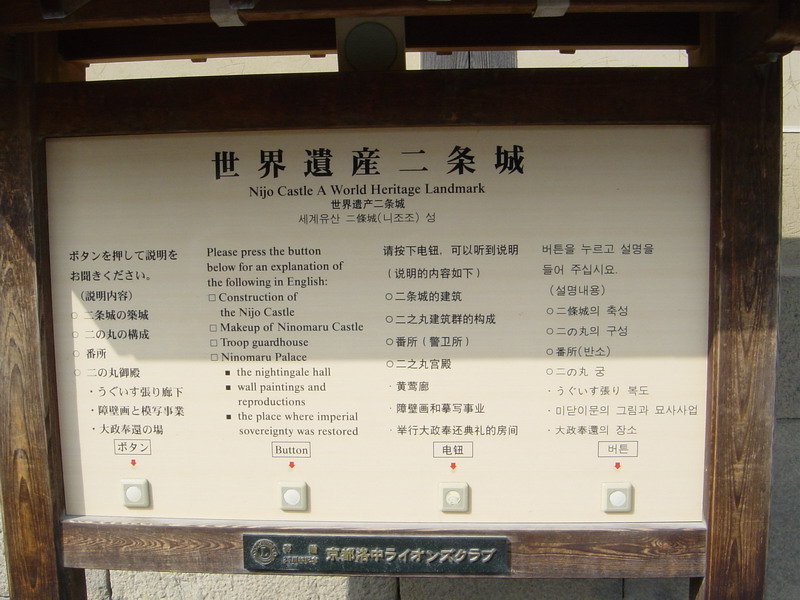 世界遺産二条城
Nijo Castle A World Heritage Landmark
世界遗产二条城
세계유산 二條城(니조조) 성
ボタンを押して説明を
お聞きください。
（説明内容）
○ 二条城の築城
○ 二の丸の構成
○ 番所
○ 二の丸御殿
・うぐいす張り廊下
・障壁画と模写事業
・大政奉還の場
ボタン
Please press the button
below for an explanation of
the following in English:
□ Construction of
the Nijo Castle
□ Makeup of Ninomaru Castle
□ Troop guardhouse
□ Ninomaru Palace
■ the nightingale hall
■ wall paintings and
reproductions
■ the place where imperial
sovereignty was restored
Button
请按下电钮，可以听到说明
（说明的内容如下）
○二条城的建筑
○二之丸建筑群的构成
○番所（警卫所）
○二之丸宫殿
·黄莺廊
·障壁画和摹写事业
·举行大政奉还典礼的房间
电钮
버튼을 누르고 설명을
들어 주십시요.
（설명내용）
○二條城의 축성
○二の丸의 구성
○番所(반소)
○二の丸 궁
·うぐいす張り 복도
·미닫이문의 그림과 묘사사업
·大政奉還의 장소
버튼
京都洛中ライオンズクラブ